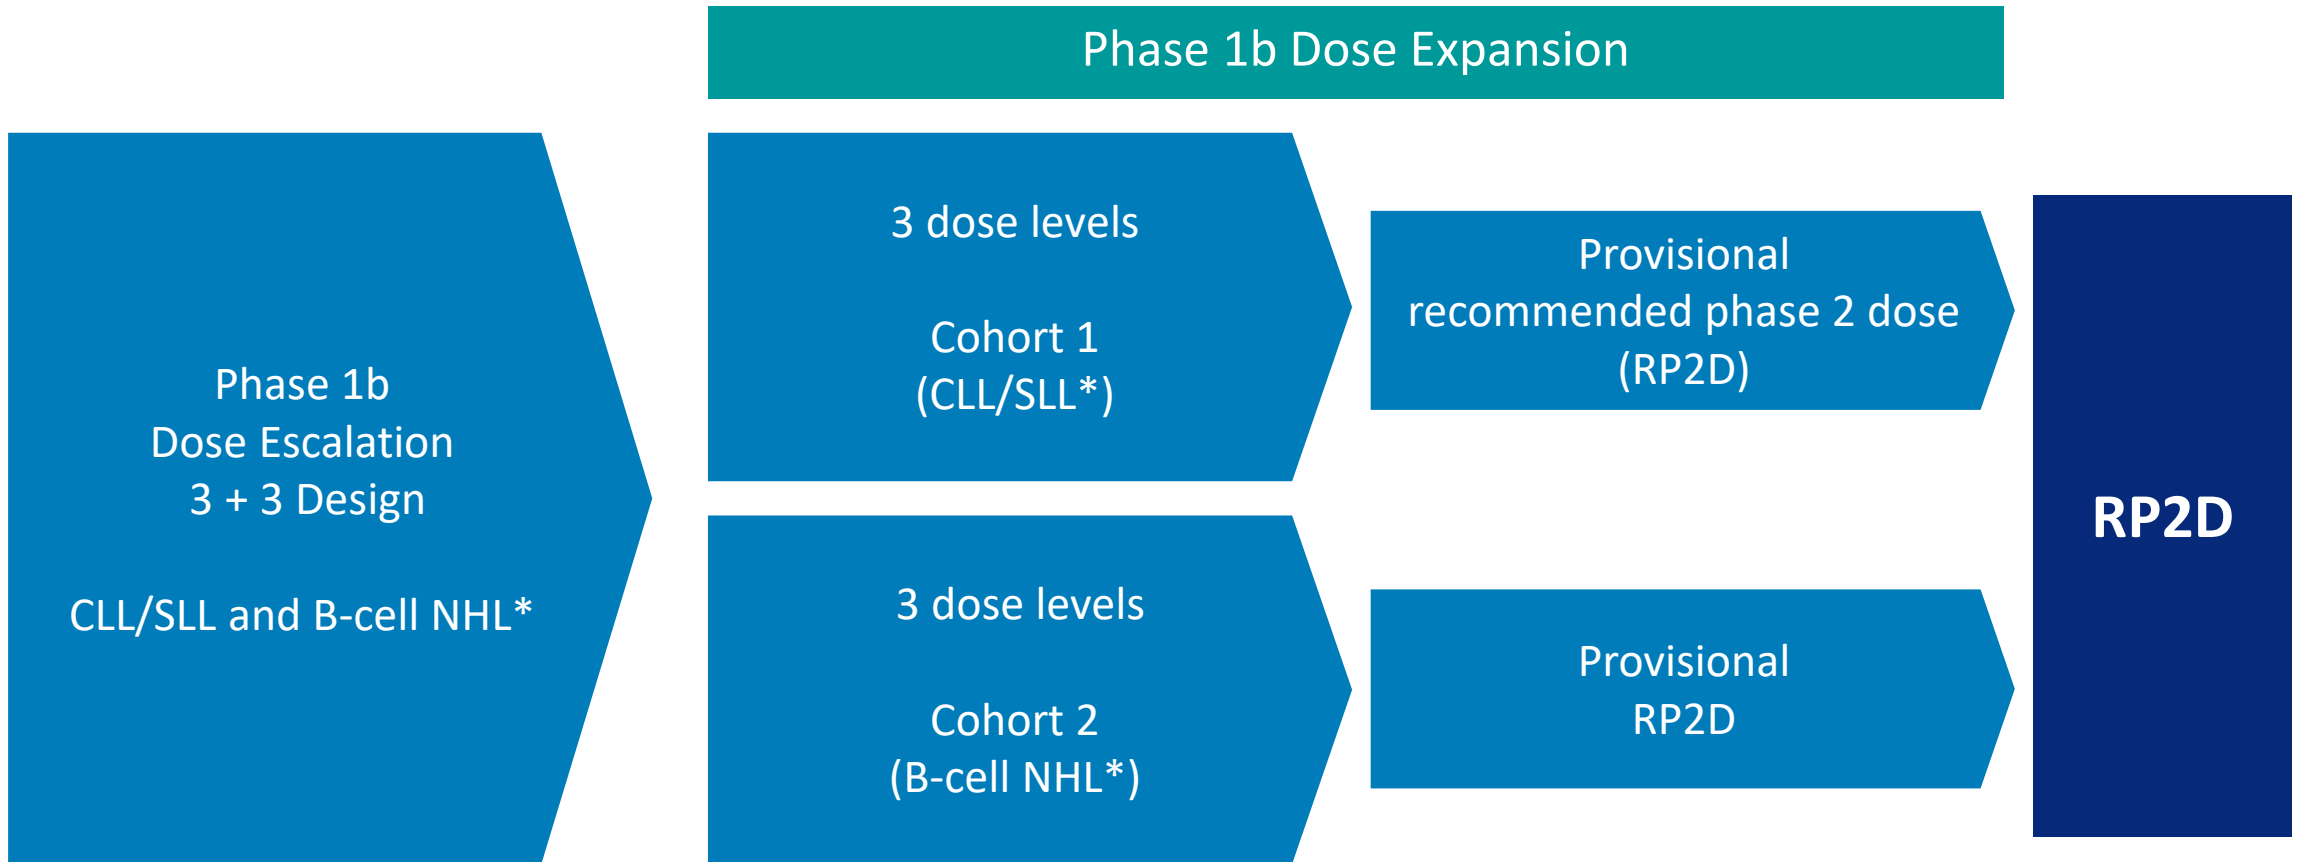 Phase 1b Dose Expansion
Phase 1b
Dose Escalation
3 + 3 Design
CLL/SLL and B-cell NHL*
3 dose levels
Cohort 1
(CLL/SLL*)
Provisional
recommended phase 2 dose
(RP2D)
3 dose levels
Cohort 2
(B-cell NHL*)
Provisional
RP2D
RP2D